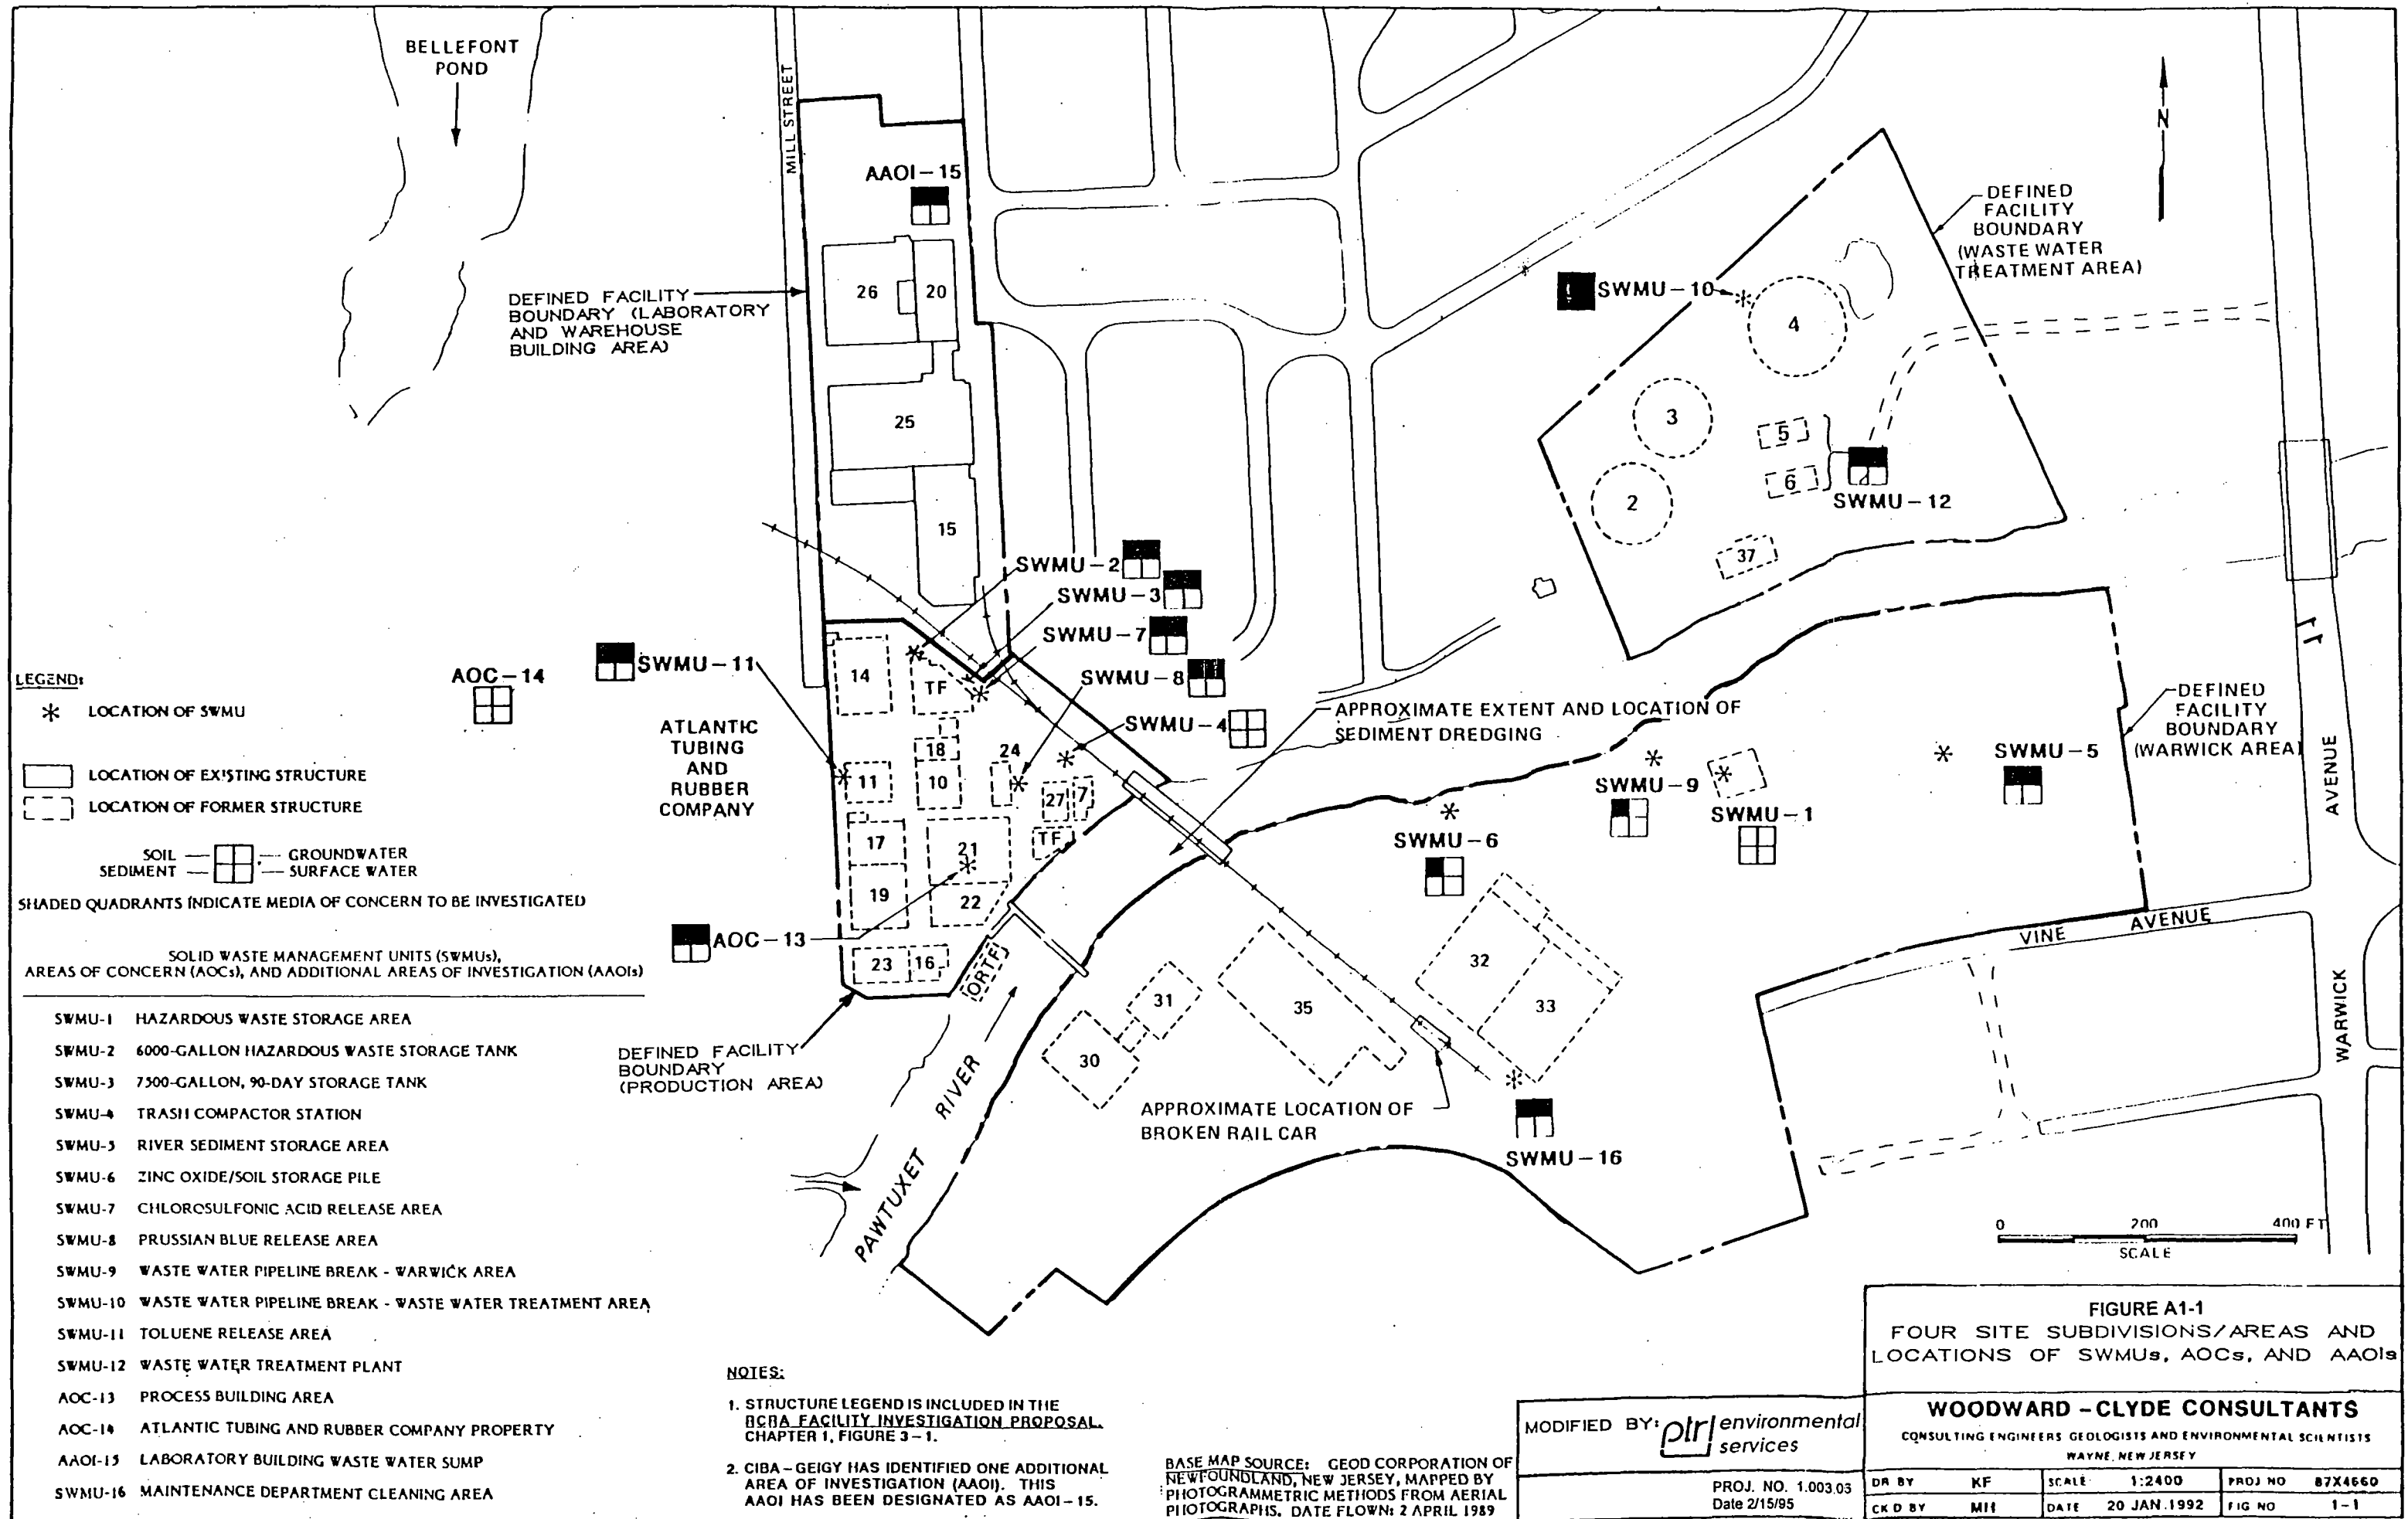 BELLEFONT
POND
MILL STREET
AAOI-15
26
20
25
15
DEFINED FACILITY
BOUNDARY (LABORATORY
AND WAREHOUSE
BUILDING AREA)
N
DEFINED
FACILITY
BOUNDARY
(WASTE WATER
TREATMENT AREA)
SWMU-10
4
3
2
5
6
37
SWMU-12
11
SWMU-2
SWMU-3
SWMU-7
SWMU-8
SWMU-4
SWMU-11
AOC-14
ATLANTIC
TUBING
AND
RUBBER
COMPANY
14
TF
18
24
11
10
27
7
17
21
TF
19
22
23
16
ORTF
AOC-13
DEFINED FACILITY
BOUNDARY
(PRODUCTION AREA)
APPROXIMATE EXTENT AND LOCATION OF
SEDIMENT DREDGING
SWMU-6
SWMU-9
SWMU-1
SWMU-5
DEFINED
FACILITY
BOUNDARY
(WARWICK AREA)
WARWICK AVENUE
VINE AVENUE
30
31
35
32
33
PAWTUXET RIVER
APPROXIMATE LOCATION OF
BROKEN RAIL CAR
SWMU-16
0 200 400 FT
SCALE
LEGEND:
LOCATION OF SWMU
LOCATION OF EXISTING STRUCTURE
LOCATION OF FORMER STRUCTURE
SOIL — GROUNDWATER
SEDIMENT — SURFACE WATER
SHADED QUADRANTS INDICATE MEDIA OF CONCERN TO BE INVESTIGATED
SOLID WASTE MANAGEMENT UNITS (SWMUs),
AREAS OF CONCERN (AOCs), AND ADDITIONAL AREAS OF INVESTIGATION (AAOIs)
SWMU-1 HAZARDOUS WASTE STORAGE AREA
SWMU-2 6000-GALLON HAZARDOUS WASTE STORAGE TANK
SWMU-3 7500-GALLON, 90-DAY STORAGE TANK
SWMU-4 TRASH COMPACTOR STATION
SWMU-5 RIVER SEDIMENT STORAGE AREA
SWMU-6 ZINC OXIDE/SOIL STORAGE PILE
SWMU-7 CHLOROSULFONIC ACID RELEASE AREA
SWMU-8 PRUSSIAN BLUE RELEASE AREA
SWMU-9 WASTE WATER PIPELINE BREAK - WARWICK AREA
SWMU-10 WASTE WATER PIPELINE BREAK - WASTE WATER TREATMENT AREA
SWMU-11 TOLUENE RELEASE AREA
SWMU-12 WASTE WATER TREATMENT PLANT
AOC-13 PROCESS BUILDING AREA
AOC-14 ATLANTIC TUBING AND RUBBER COMPANY PROPERTY
AAOI-15 LABORATORY BUILDING WASTE WATER SUMP
SWMU-16 MAINTENANCE DEPARTMENT CLEANING AREA
NOTES:
1. STRUCTURE LEGEND IS INCLUDED IN THE
RCRA FACILITY INVESTIGATION PROPOSAL,
CHAPTER 1, FIGURE 3-1.
2. CIBA-GEIGY HAS IDENTIFIED ONE ADDITIONAL
AREA OF INVESTIGATION (AAOI). THIS
AAOI HAS BEEN DESIGNATED AS AAOI-15.
BASE MAP SOURCE: GEOD CORPORATION OF
NEWFOUNDLAND, NEW JERSEY, MAPPED BY
PHOTOGRAMMETRIC METHODS FROM AERIAL
PHOTOGRAPHS. DATE FLOWN: 2 APRIL 1989
MODIFIED BY: ptrl environmental
services
PROJ. NO. 1.003.03
Date 2/15/95
FIGURE A1-1
FOUR SITE SUBDIVISIONS/AREAS AND
LOCATIONS OF SWMUs, AOCs, AND AAOIs
WOODWARD-CLYDE CONSULTANTS
CONSULTING ENGINEERS GEOLOGISTS AND ENVIRONMENTAL SCIENTISTS
WAYNE, NEW JERSEY
DR BY KF SCALE: 1:2400 PROJ NO 87X4660
CK D BY MH DATE 20 JAN.1992 FIG NO 1-1